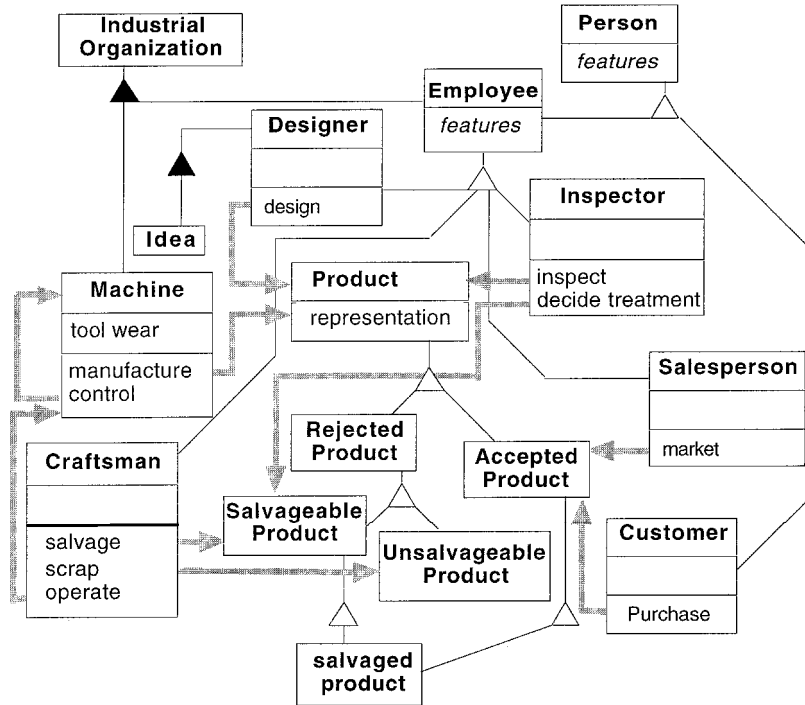 Industrial
Organization
Person
features
Employee
features
Designer
design
Idea
Inspector
inspect
decide treatment
Machine
tool wear
manufacture
control
Product
representation
Salesperson
market
Rejected
Product
Accepted
Product
Craftsman
salvage
scrap
operate
Salvageable
Product
Unsalvageable
Product
Customer
Purchase
salvaged
product